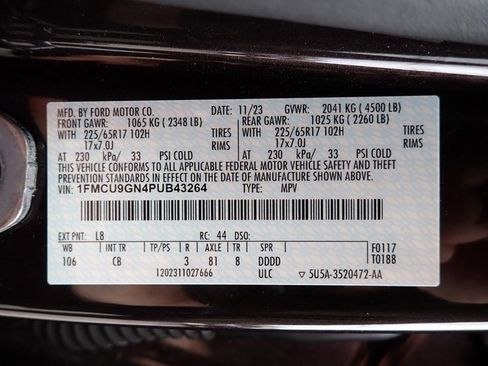 MFD. BY FORD MOTOR CO. 11/23 GVWR: 2041 KG ( 4500 LB)
FRONT GAWR: 1065 KG ( 2348 LB) REAR GAWR: 1025 KG ( 2260 LB)
WITH 225/65R17 102H TIRES WITH 225/65R17 102H TIRES
17x7.0J RIMS 17x7.0J RIMS
AT 230 kPa/ 33 PSI COLD AT 230 kPa/ 33 PSI COLD
THIS VEHICLE CONFORMS TO ALL APPLICABLE FEDERAL MOTOR VEHICLE SAFETY,
BUMPER, AND THEFT PREVENTION STANDARDS IN EFFECT ON THE DATE OF MANUFACTURE SHOWN ABOVE.
VIN: 1FMCU9GN4PUB43264 TYPE: MPV
EXT PNT: L8 RC: 44 DSO: F0117
WB INT TR TP/PS R AXLE TR SPR T0188
106 CB 3 81 8 DDDD
1202311027666 ULC ▽ 5U5A-3520472-AA